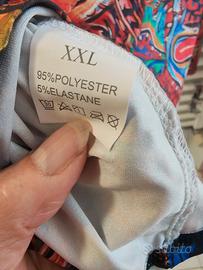 XXL
95%POLYESTER
5%ELASTANE
subito